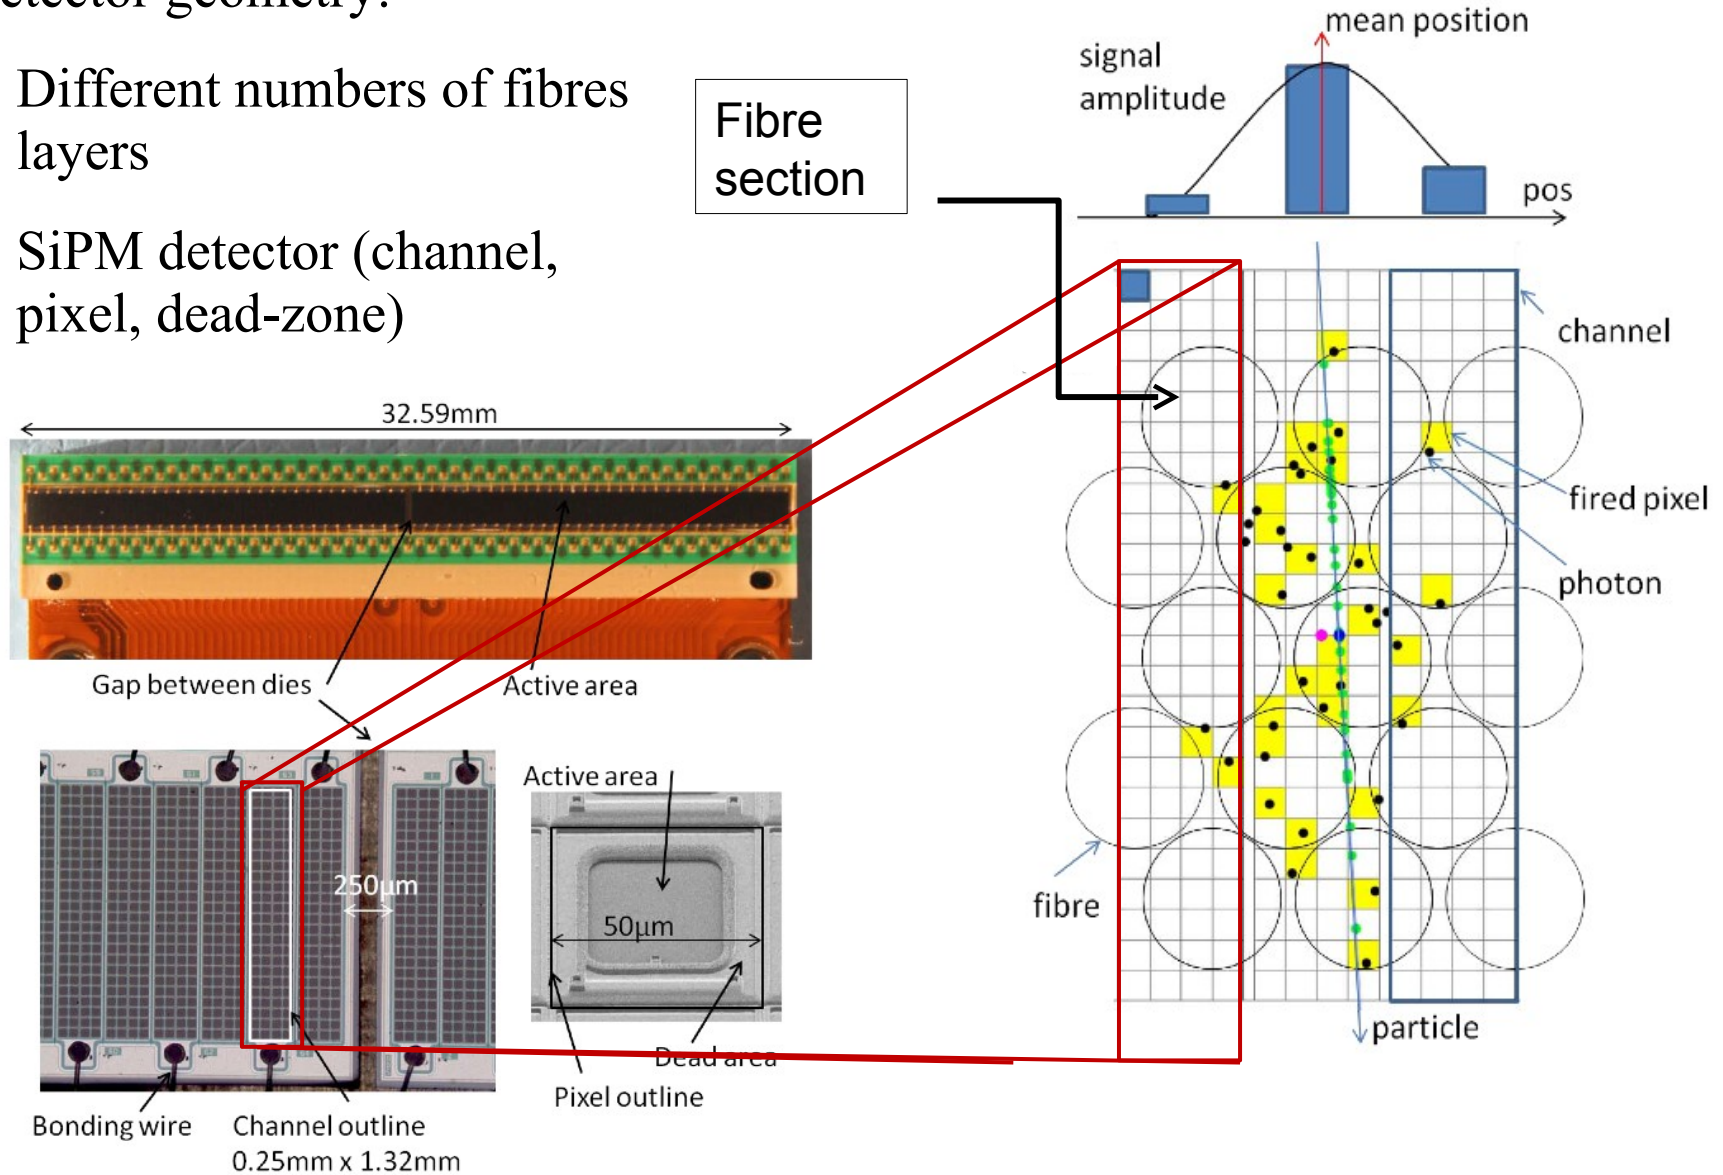 etector geometry:
Different numbers of fibres
layers
SiPM detector (channel,
pixel, dead-zone)
Fibre
section
mean position
signal
amplitude
pos
channel
fired pixel
photon
fibre
particle
32.59mm
Gap between dies
Active area
250μm
Bonding wire
Channel outline
0.25mm x 1.32mm
Active area
50μm
Dead area
Pixel outline